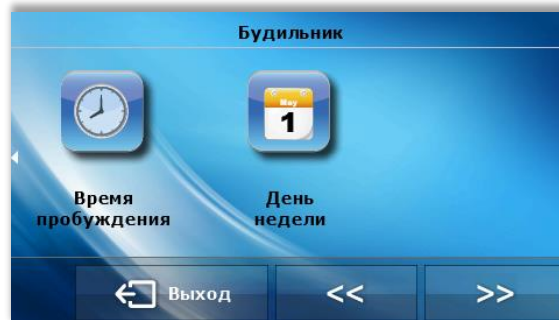 Будильник
May
1
Время
пробуждения
День
недели
Выход
<<
>>